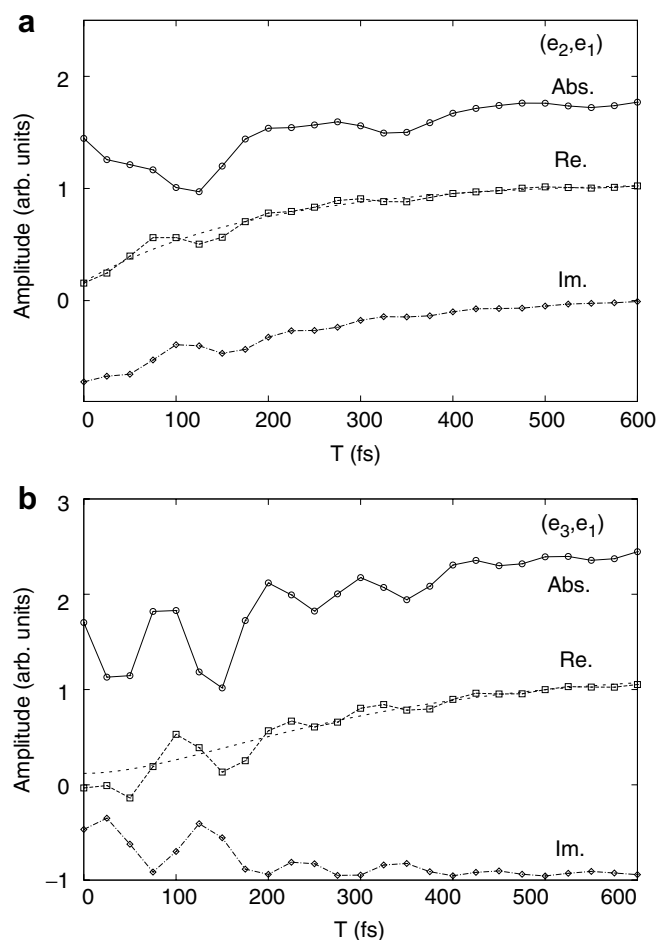 a
(e2,e1)
Abs.
Re.
Im.
Amplitude (arb. units)
2
1
0
0 100 200 300 400 500 600
T (fs)
b
(e3,e1)
Abs.
Re.
Im.
Amplitude (arb. units)
3
2
1
0
−1
0 100 200 300 400 500 600
T (fs)